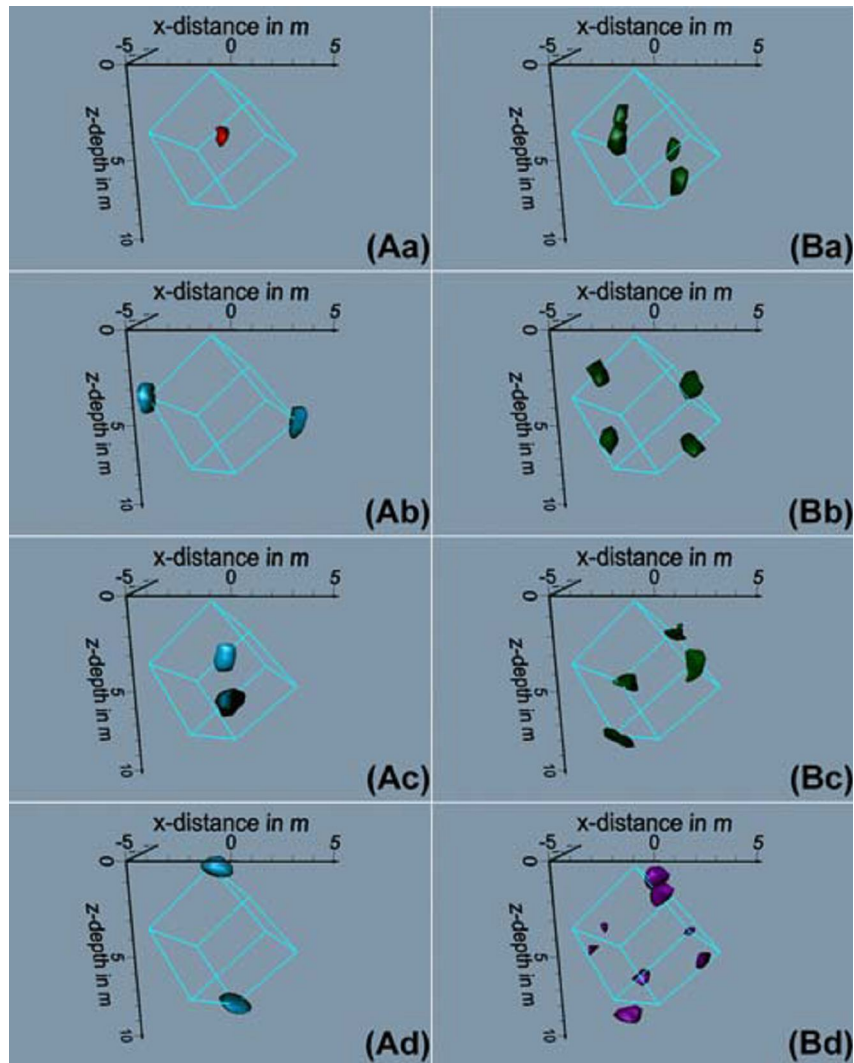 x-distance in m
-5 0 5
0
5
10
z-depth in m
(Aa)
x-distance in m
-5 0 5
0
5
10
z-depth in m
(Ba)
x-distance in m
-5 0 5
0
5
10
z-depth in m
(Ab)
x-distance in m
-5 0 5
0
5
10
z-depth in m
(Bb)
x-distance in m
-5 0 5
0
5
10
z-depth in m
(Ac)
x-distance in m
-5 0 5
0
5
10
z-depth in m
(Bc)
x-distance in m
-5 0 5
0
5
10
z-depth in m
(Ad)
x-distance in m
-5 0 5
0
5
10
z-depth in m
(Bd)